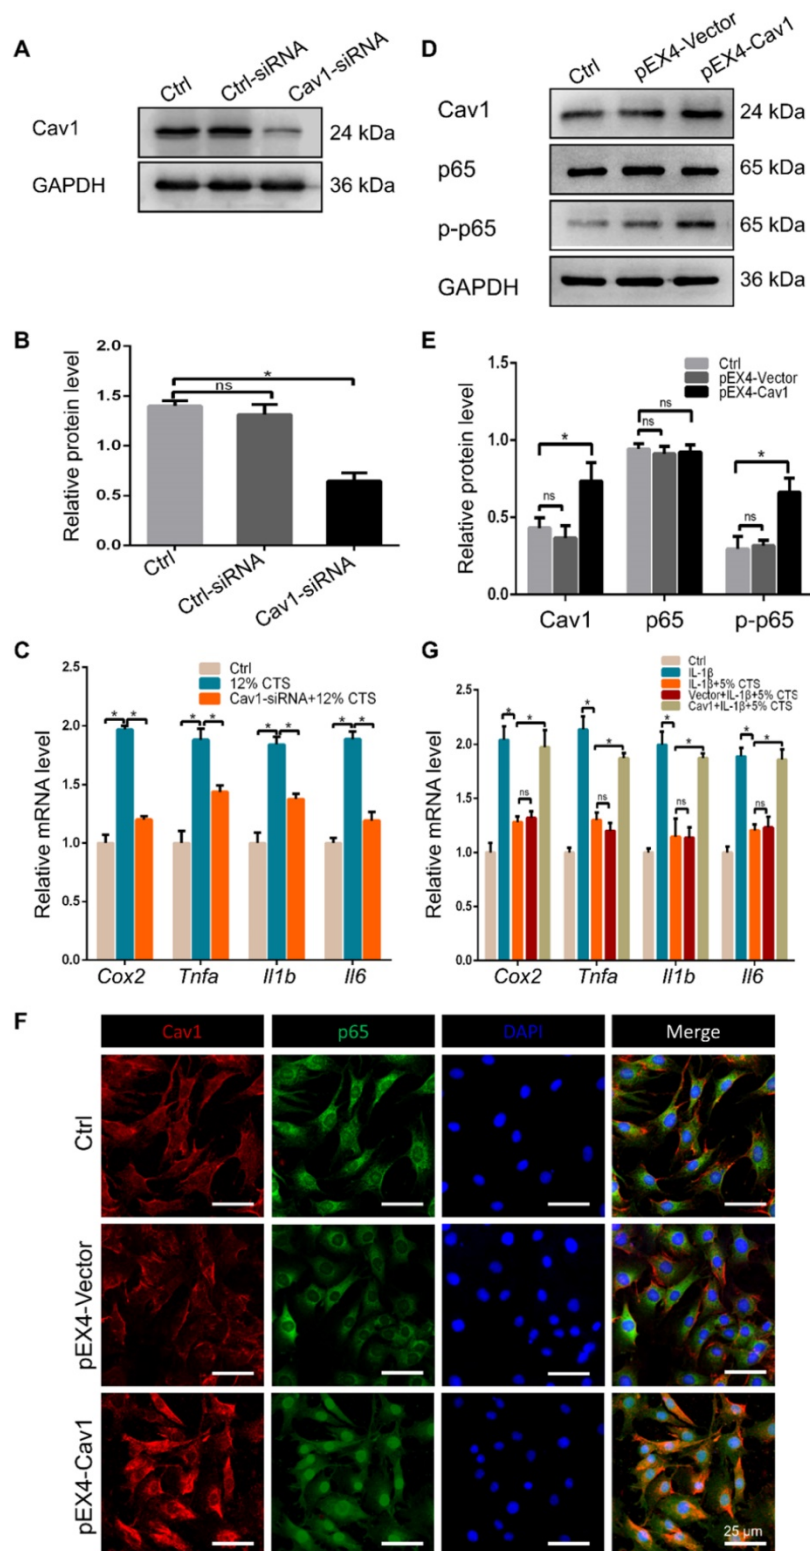 A
Ctrl
Ctrl-siRNA
Cav1-siRNA
Cav1
24 kDa
GAPDH
36 kDa
D
Ctrl
pEX4-Vector
pEX4-Cav1
Cav1
24 kDa
p65
65 kDa
p-p65
65 kDa
GAPDH
36 kDa
B
Relative protein level
2.0
1.5
1.0
0.5
0.0
*
ns
Ctrl
Ctrl-siRNA
Cav1-siRNA
E
Relative protein level
1.5
1.0
0.5
0.0
Ctrl
pEX4-Vector
pEX4-Cav1
*
ns
ns
ns
*
ns
Cav1
p65
p-p65
C
Relative mRNA level
2.5
2.0
1.5
1.0
0.5
0.0
Ctrl
12% CTS
Cav1-siRNA+12% CTS
* *
* *
* *
* *
Cox2
Tnfa
Il1b
Il6
G
Relative mRNA level
2.5
2.0
1.5
1.0
0.5
0.0
Ctrl
IL-1β
IL-1β+5% CTS
Vector+IL-1β+5% CTS
Cav1+IL-1β+5% CTS
* *
ns
* *
ns
* *
ns
* *
ns
Cox2
Tnfa
Il1b
Il6
F
Cav1
p65
DAPI
Merge
Ctrl
pEX4-Vector
pEX4-Cav1
25 μm